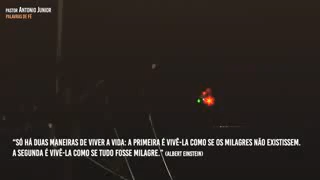 PASTOR ANTONIO JUNIOR
PALAVRAS DE FÉ
"SÓ HÁ DUAS MANEIRAS DE VIVER A VIDA: A PRIMEIRA É VIVÊ-LA COMO SE OS MILAGRES NÃO EXISTISSEM.
A SEGUNDA É VIVÊ-LA COMO SE TUDO FOSSE MILAGRE." (ALBERT EINSTEIN)